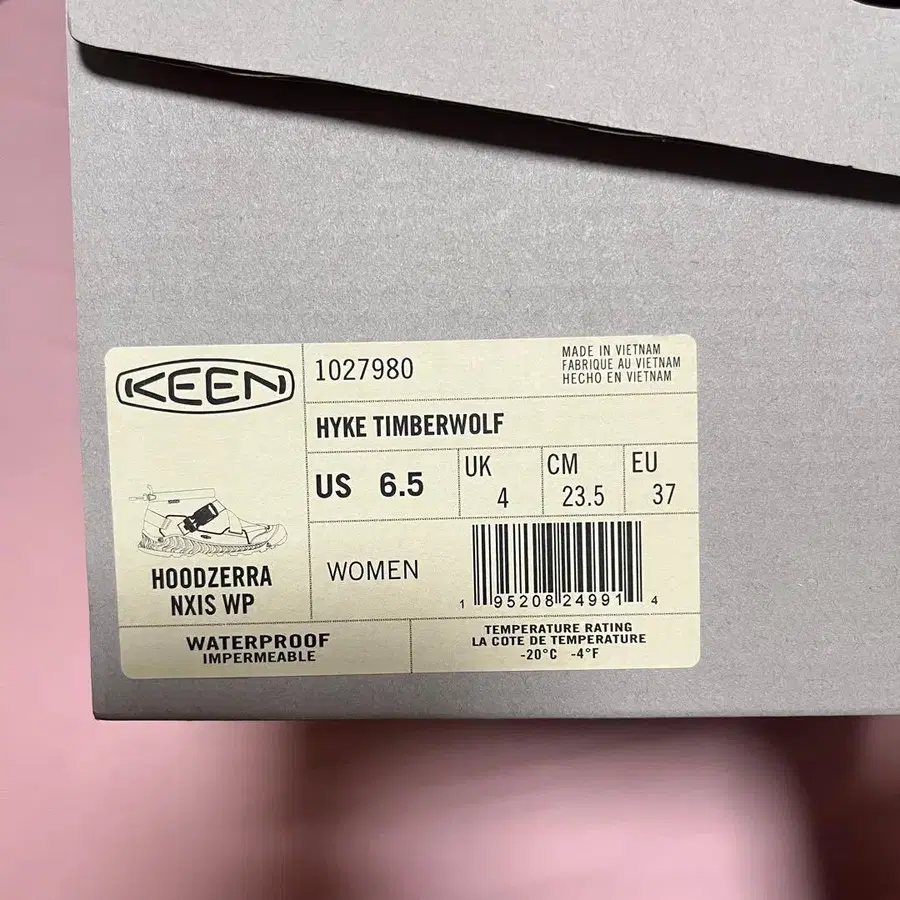 KEEN
1027980
MADE IN VIETNAM
FABRIQUE AU VIETNAM
HECHO EN VIETNAM
HYKE TIMBERWOLF
US 6.5
UK 4
CM 23.5
EU 37
HOODZERRA
NXIS WP
WOMEN
1 95208 24991 4
WATERPROOF
IMPERMEABLE
TEMPERATURE RATING
LA COTE DE TEMPERATURE
-20°C -4°F